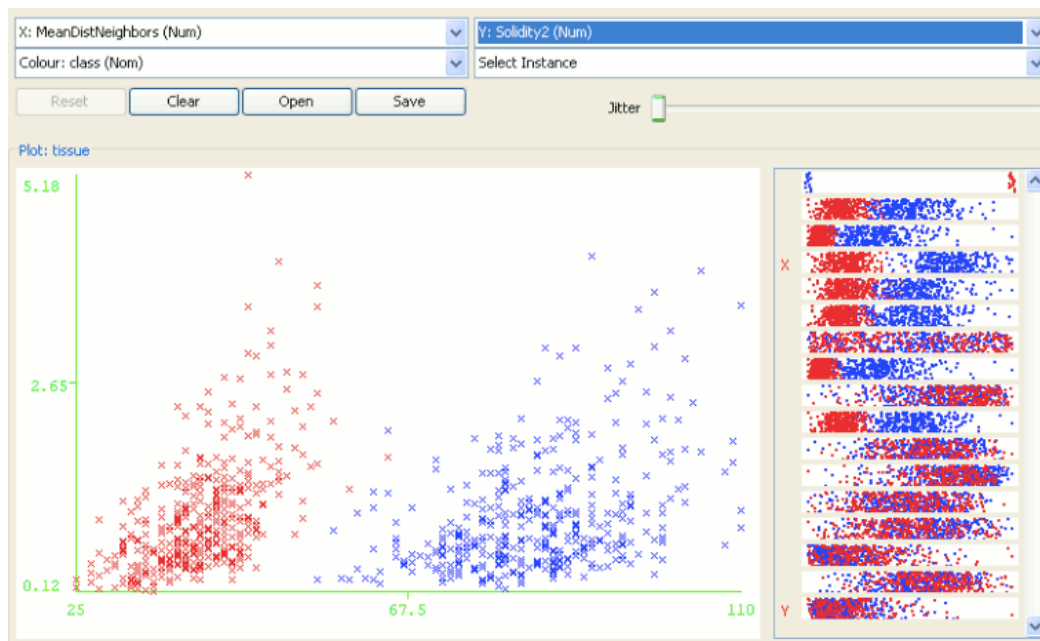 X: MeanDistNeighbors (Num)
Y: Solidity2 (Num)
Colour: class (Nom)
Select Instance
Reset
Clear
Open
Save
Jitter
Plot: tissue
5.18
2.65
0.12
25
67.5
110
X
Y